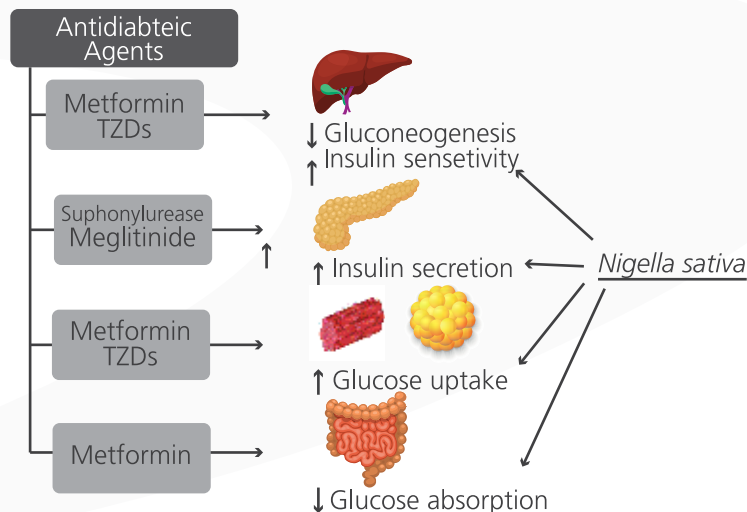 Antidiabteic
Agents
Metformin
TZDs
↓ Gluconeogenesis
↑ Insulin sensetivity
Suphonylurease
Meglitinide
↑
↑ Insulin secretion
Nigella sativa
Metformin
TZDs
↑ Glucose uptake
Metformin
↓ Glucose absorption